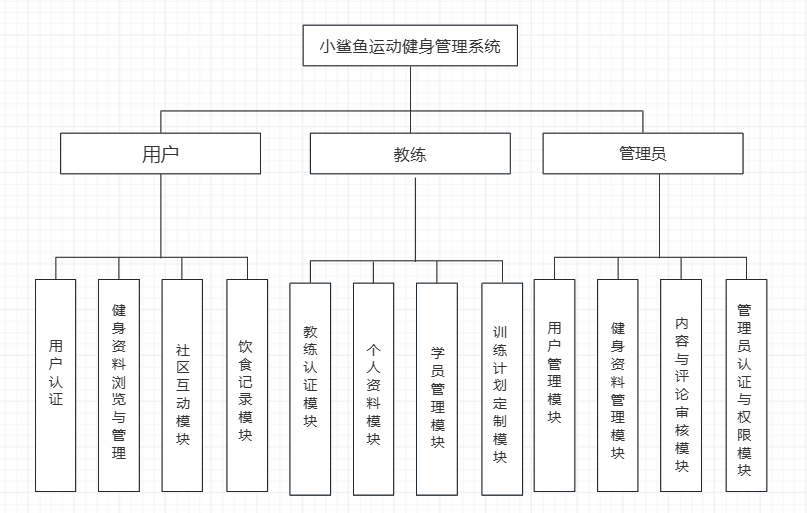 小鲨鱼运动健身管理系统
用户
教练
管理员
用户认证
健身资料浏览与管理
社区互动模块
饮食记录模块
教练认证模块
个人资料模块
学员管理模块
训练计划定制模块
用户管理模块
健身资料管理模块
内容与评论审核模块
管理员认证与权限模块